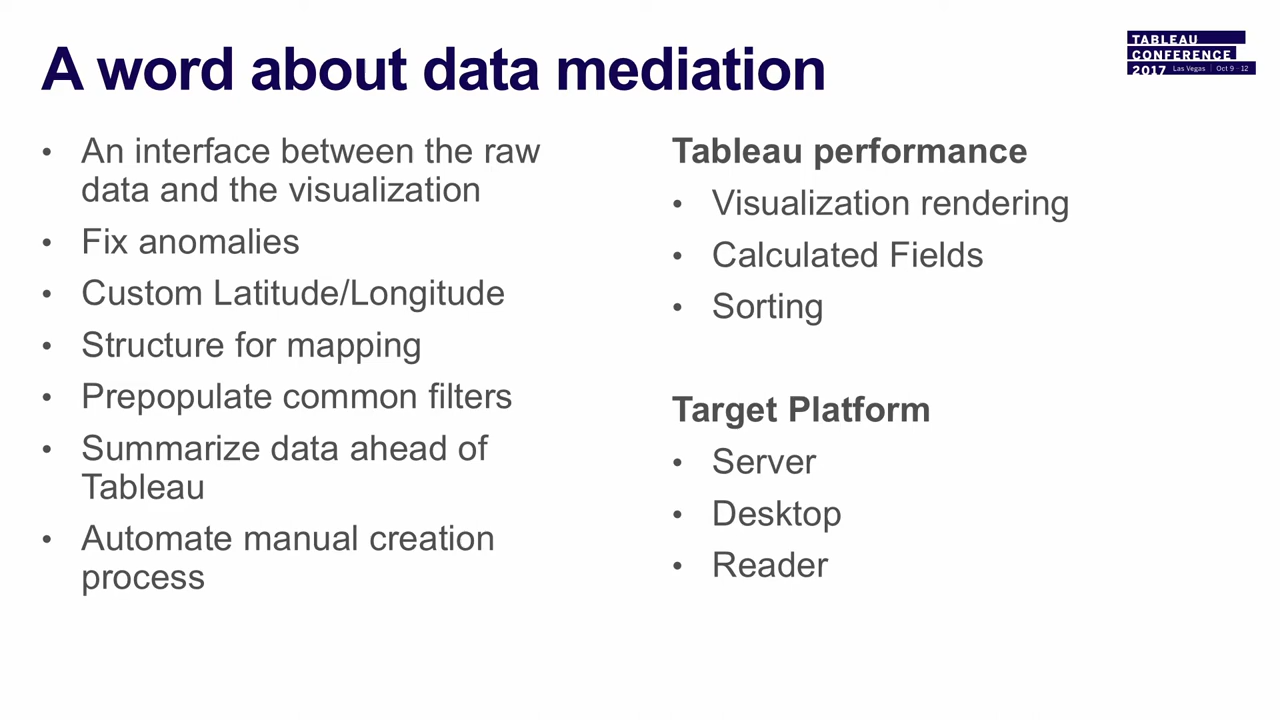 A word about data mediation
TABLEAU
CONFERENCE
2017 Las Vegas | Oct 9 - 12
• An interface between the raw
data and the visualization
• Fix anomalies
• Custom Latitude/Longitude
• Structure for mapping
• Prepopulate common filters
• Summarize data ahead of
Tableau
• Automate manual creation
process
Tableau performance
• Visualization rendering
• Calculated Fields
• Sorting
Target Platform
• Server
• Desktop
• Reader